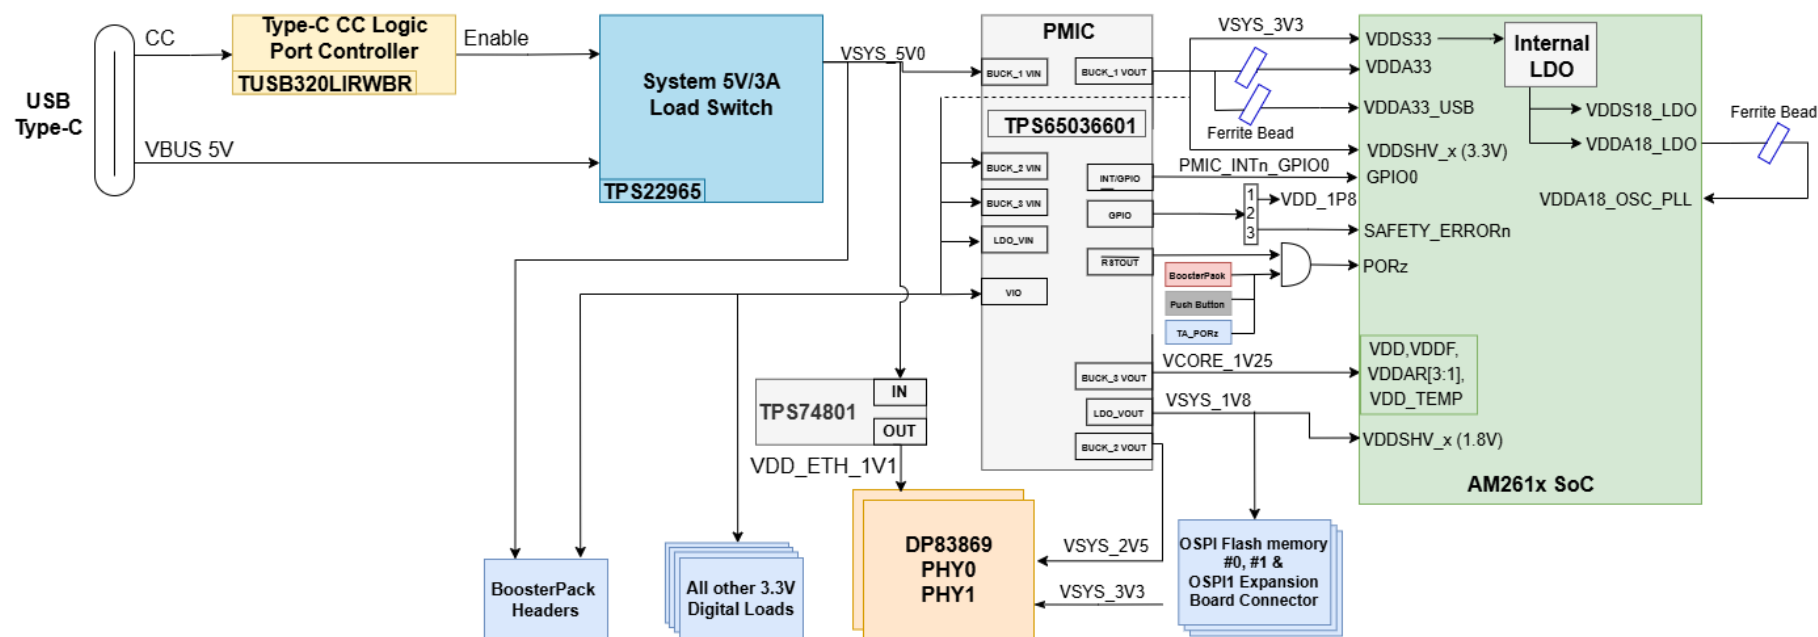 USB
Type-C
CC
VBUS 5V
Type-C CC Logic
Port Controller
TUSB320LIRWBR
Enable
System 5V/3A
Load Switch
TPS22965
VSYS_5V0
PMIC
BUCK_1 VIN
BUCK_1 VOUT
TPS65036601
BUCK_2 VIN
BUCK_3 VIN
LDO_VIN
VIO
INT/GPIO
GPIO
RSTOUT
BUCK_3 VOUT
LDO_VOUT
BUCK_2 VOUT
VSYS_3V3
Ferrite Bead
PMIC_INTn_GPIO0
1
2
3
VDD_1P8
BoosterPack
Push Button
TA_PORz
VCORE_1V25
VSYS_1V8
VDDS33
VDDA33
VDDA33_USB
VDDSHV_x (3.3V)
GPIO0
SAFETY_ERRORn
PORz
VDD,VDDF,
VDDAR[3:1],
VDD_TEMP
VDDSHV_x (1.8V)
AM261x SoC
Internal
LDO
VDDS18_LDO
VDDA18_LDO
VDDA18_OSC_PLL
Ferrite Bead
TPS74801
IN
OUT
VDD_ETH_1V1
BoosterPack
Headers
All other 3.3V
Digital Loads
DP83869
PHY0
PHY1
VSYS_2V5
VSYS_3V3
OSPI Flash memory
#0, #1 &
OSPI1 Expansion
Board Connector